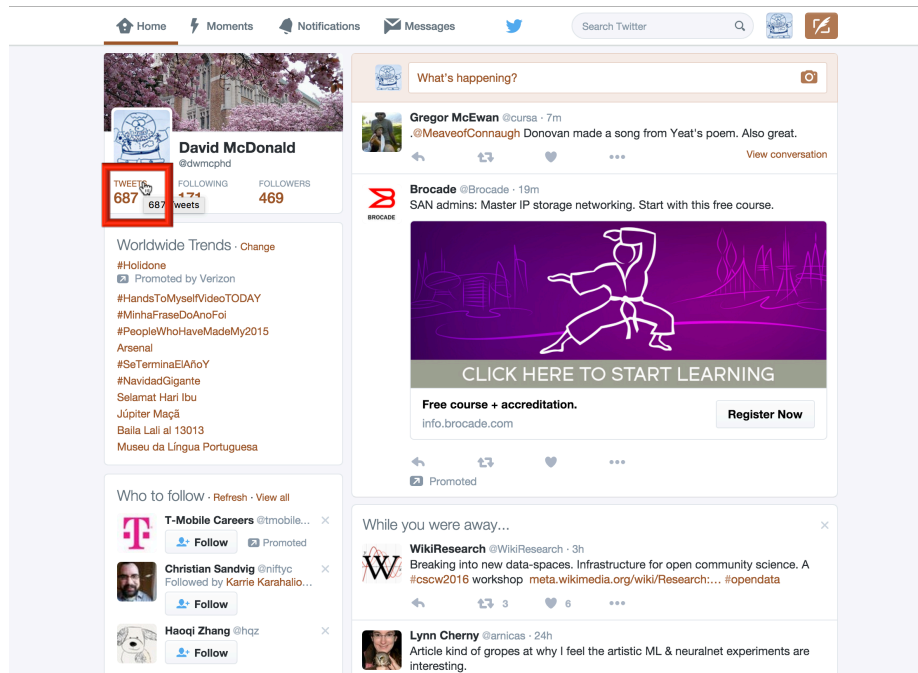 Home Moments Notifications Messages Search Twitter
David McDonald
@dwmcphd
TWEETS FOLLOWING FOLLOWERS
687 171 469
687 Tweets
Worldwide Trends · Change
#Holidone
Promoted by Verizon
#HandsToMyselfVideoTODAY
#MinhaFraseDoAnoFoi
#PeopleWhoHaveMadeMy2015
Arsenal
#SeTerminaElAñoY
#NavidadGigante
Selamat Hari Ibu
Júpiter Maçã
Baila Lali al 13013
Museu da Língua Portuguesa
Who to follow · Refresh · View all
T-Mobile Careers @tmobile...
Follow Promoted
Christian Sandvig @niftyc
Followed by Karrie Karahalio...
Follow
Haoqi Zhang @hqz
Follow
What's happening?
Gregor McEwan @cursa · 7m
.@MeaveofConnaugh Donovan made a song from Yeat's poem. Also great.
View conversation
Brocade @Brocade · 19m
SAN admins: Master IP storage networking. Start with this free course.
BROCADE
CLICK HERE TO START LEARNING
Free course + accreditation.
info.brocade.com
Register Now
Promoted
While you were away...
WikiResearch @WikiResearch · 3h
Breaking into new data-spaces. Infrastructure for open community science. A
#cscw2016 workshop meta.wikimedia.org/wiki/Research:... #opendata
3 6
Lynn Cherny @arnicas · 24h
Article kind of gropes at why I feel the artistic ML & neuralnet experiments are
interesting.